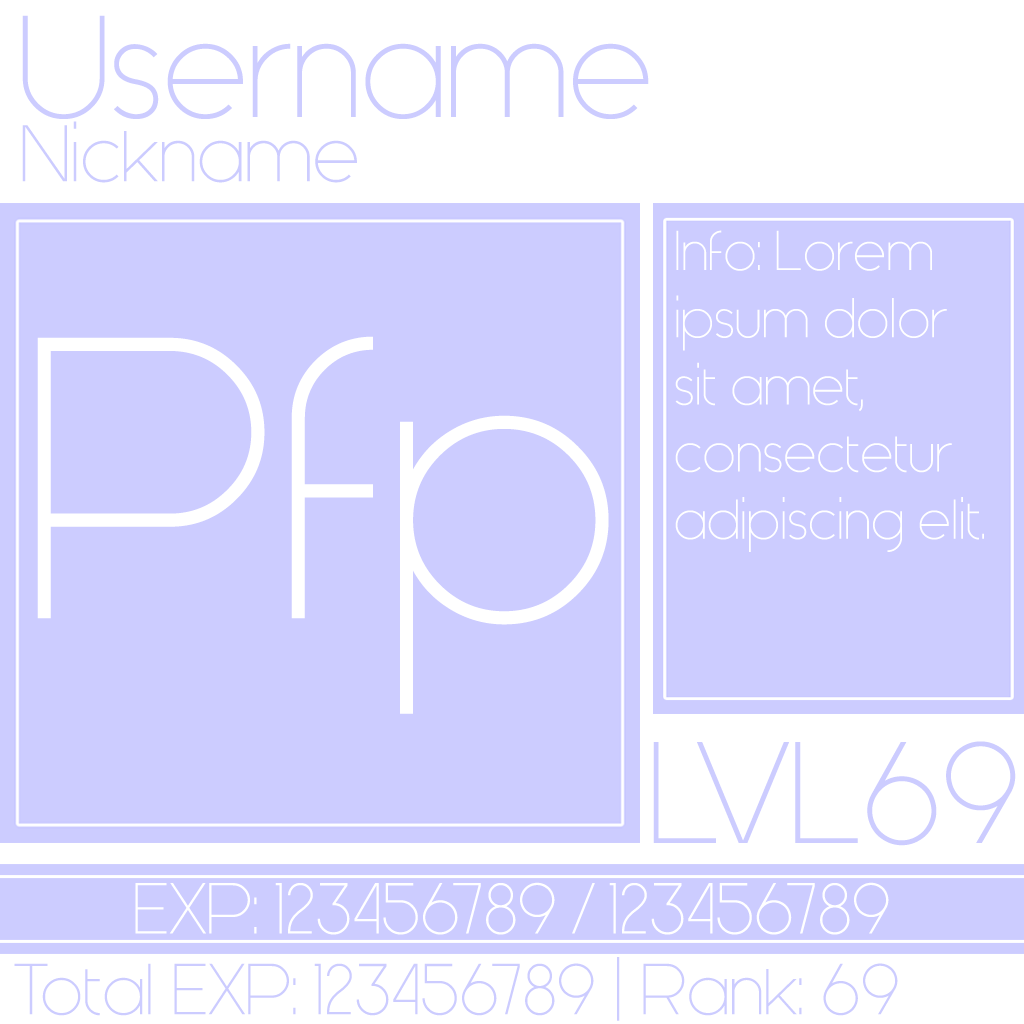 Username
Nickname
Pfp
Info: Lorem
ipsum dolor
sit amet,
consectetur
adipiscing elit.
LVL69
EXP: 123456789 / 123456789
Total EXP: 123456789 | Rank: 69